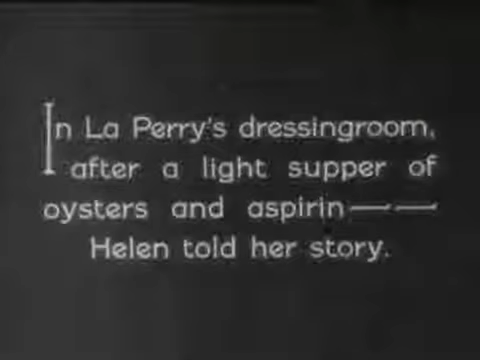 In La Perry's dressingroom,
after a light supper of
oysters and aspirin — —
Helen told her story.